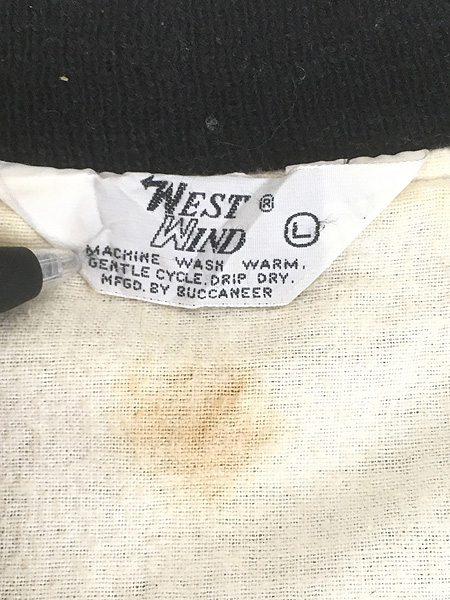 WEST ®
WIND
L
MACHINE WASH WARM.
GENTLE CYCLE. DRIP DRY.
MFGD. BY BUCCANEER